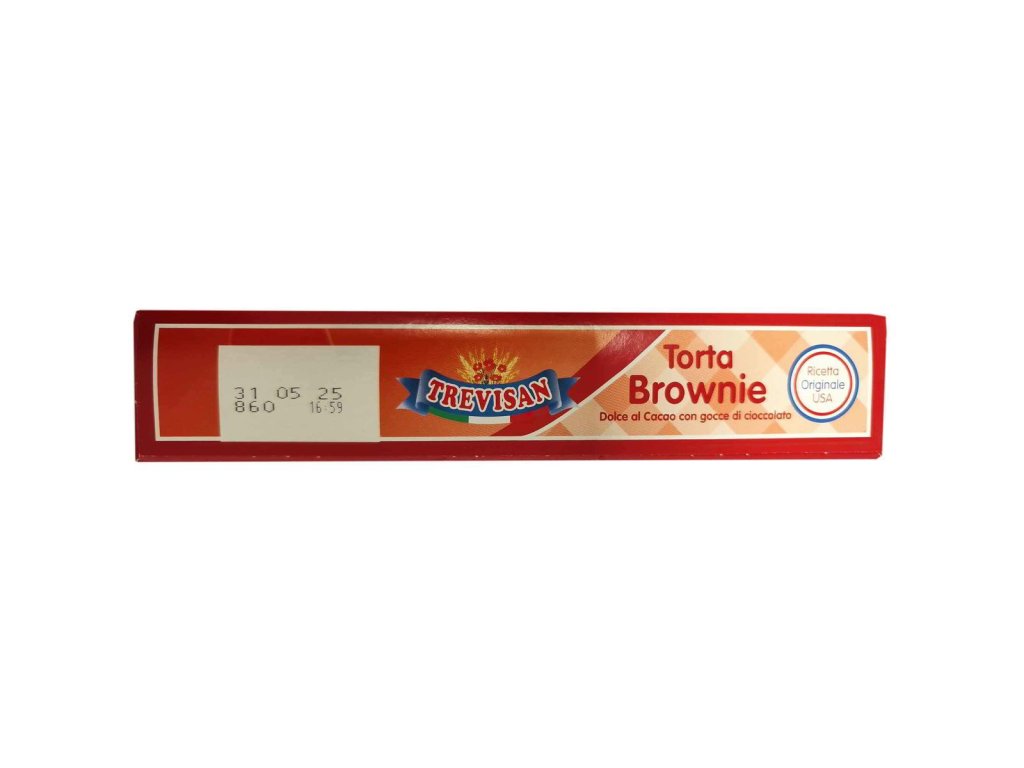 31 05 25
860 16:59
TREVISAN
Torta
Brownie
Dolce al Cacao con gocce di cioccolato
Ricetta
Originale
USA